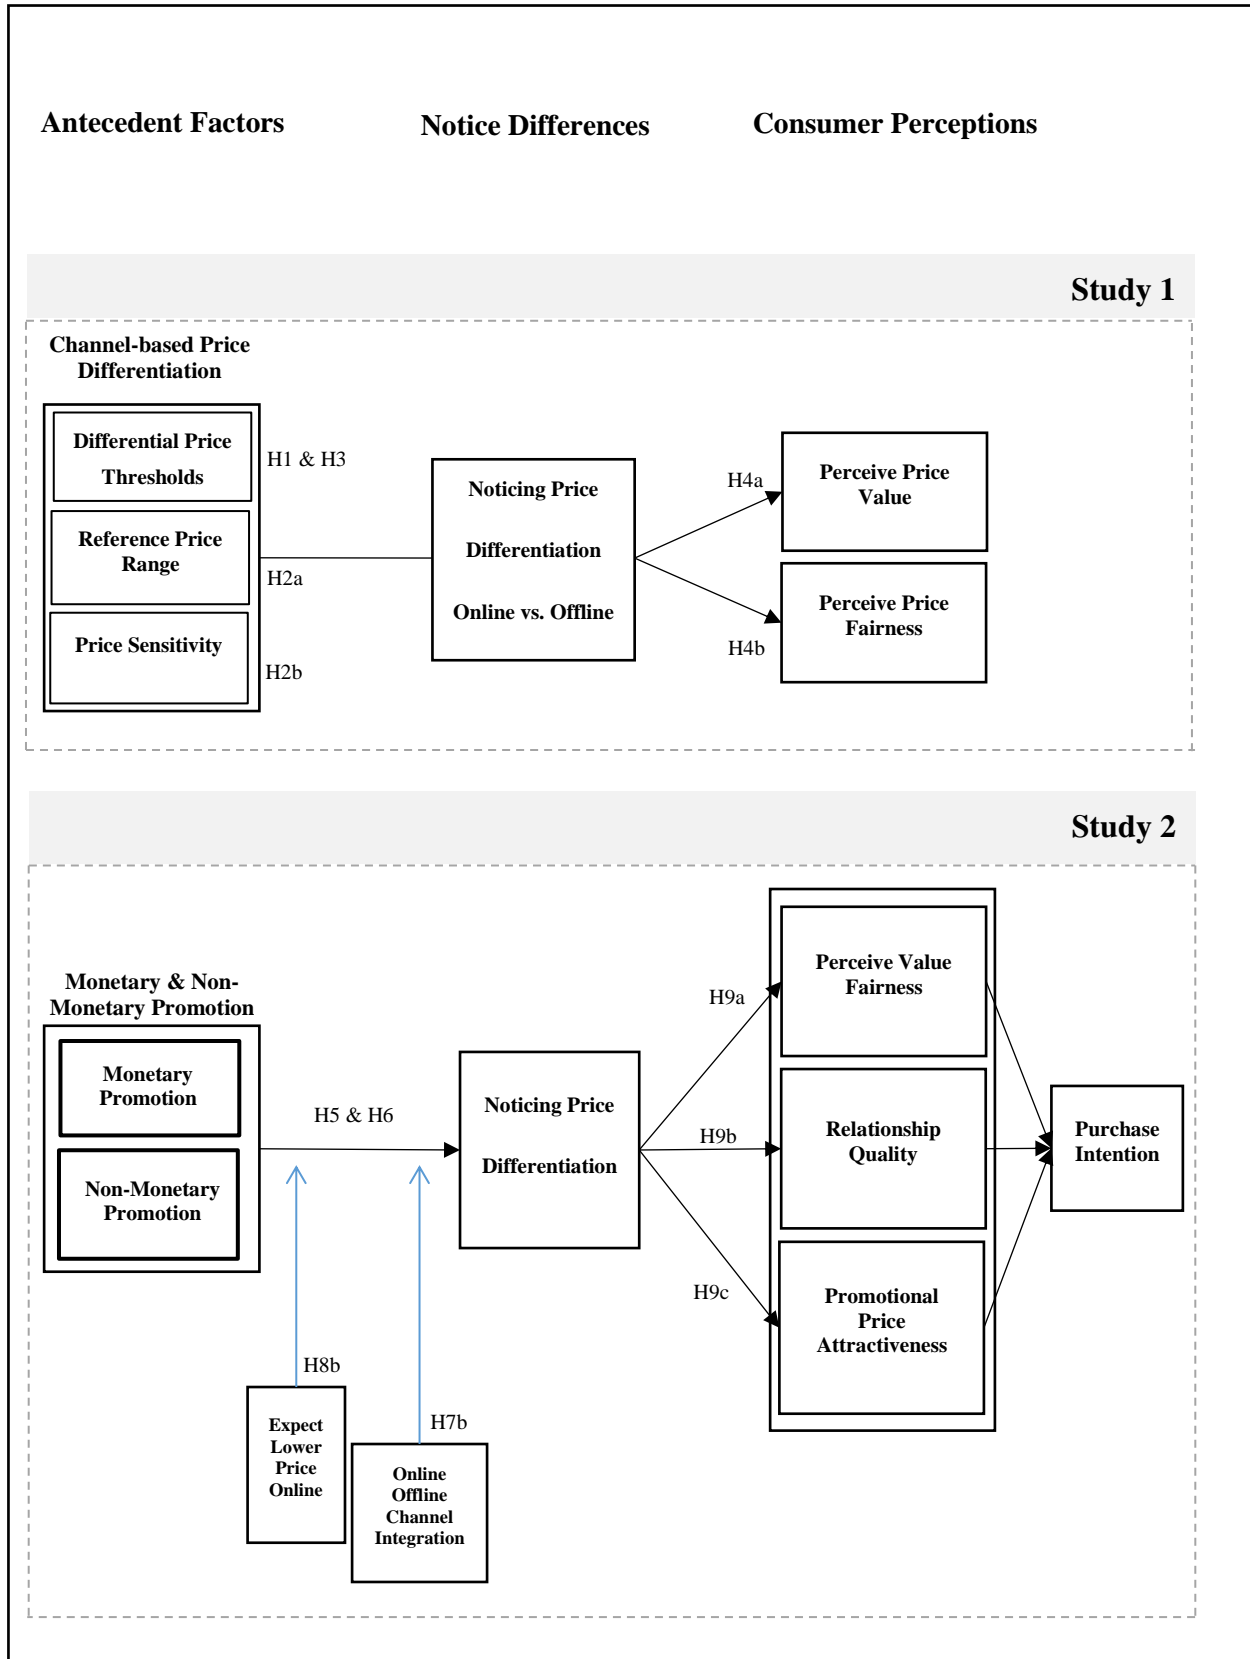 Antecedent Factors
Notice Differences
Consumer Perceptions
Study 1
Channel-based Price
Differentiation
Differential Price
Thresholds
H1 & H3
Reference Price
Range
H2a
Price Sensitivity
H2b
Noticing Price
Differentiation
Online vs. Offline
H4a
Perceive Price
Value
H4b
Perceive Price
Fairness
Study 2
Monetary & Non-
Monetary Promotion
Monetary
Promotion
Non-Monetary
Promotion
H5 & H6
Noticing Price
Differentiation
H8b
Expect
Lower
Price
Online
H7b
Online
Offline
Channel
Integration
H9a
Perceive Value
Fairness
H9b
Relationship
Quality
H9c
Promotional
Price
Attractiveness
Purchase
Intention